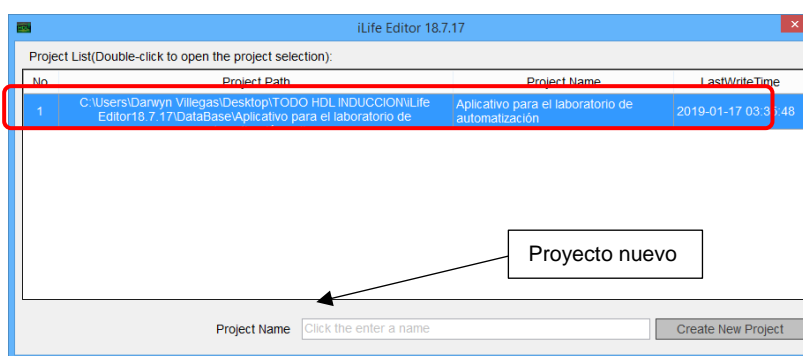 iLife Editor 18.7.17
Project List(Double-click to open the project selection):
No. Project Path Project Name LastWriteTime
1 C:\Users\Darwyn Villegas\Desktop\TODO HDL INDUCCION\iLife Aplicativo para el laboratorio de 2019-01-17 03:35:48
Editor18.7.17\DataBase\Aplicativo para el laboratorio de automatización
Proyecto nuevo
Project Name Click the enter a name Create New Project